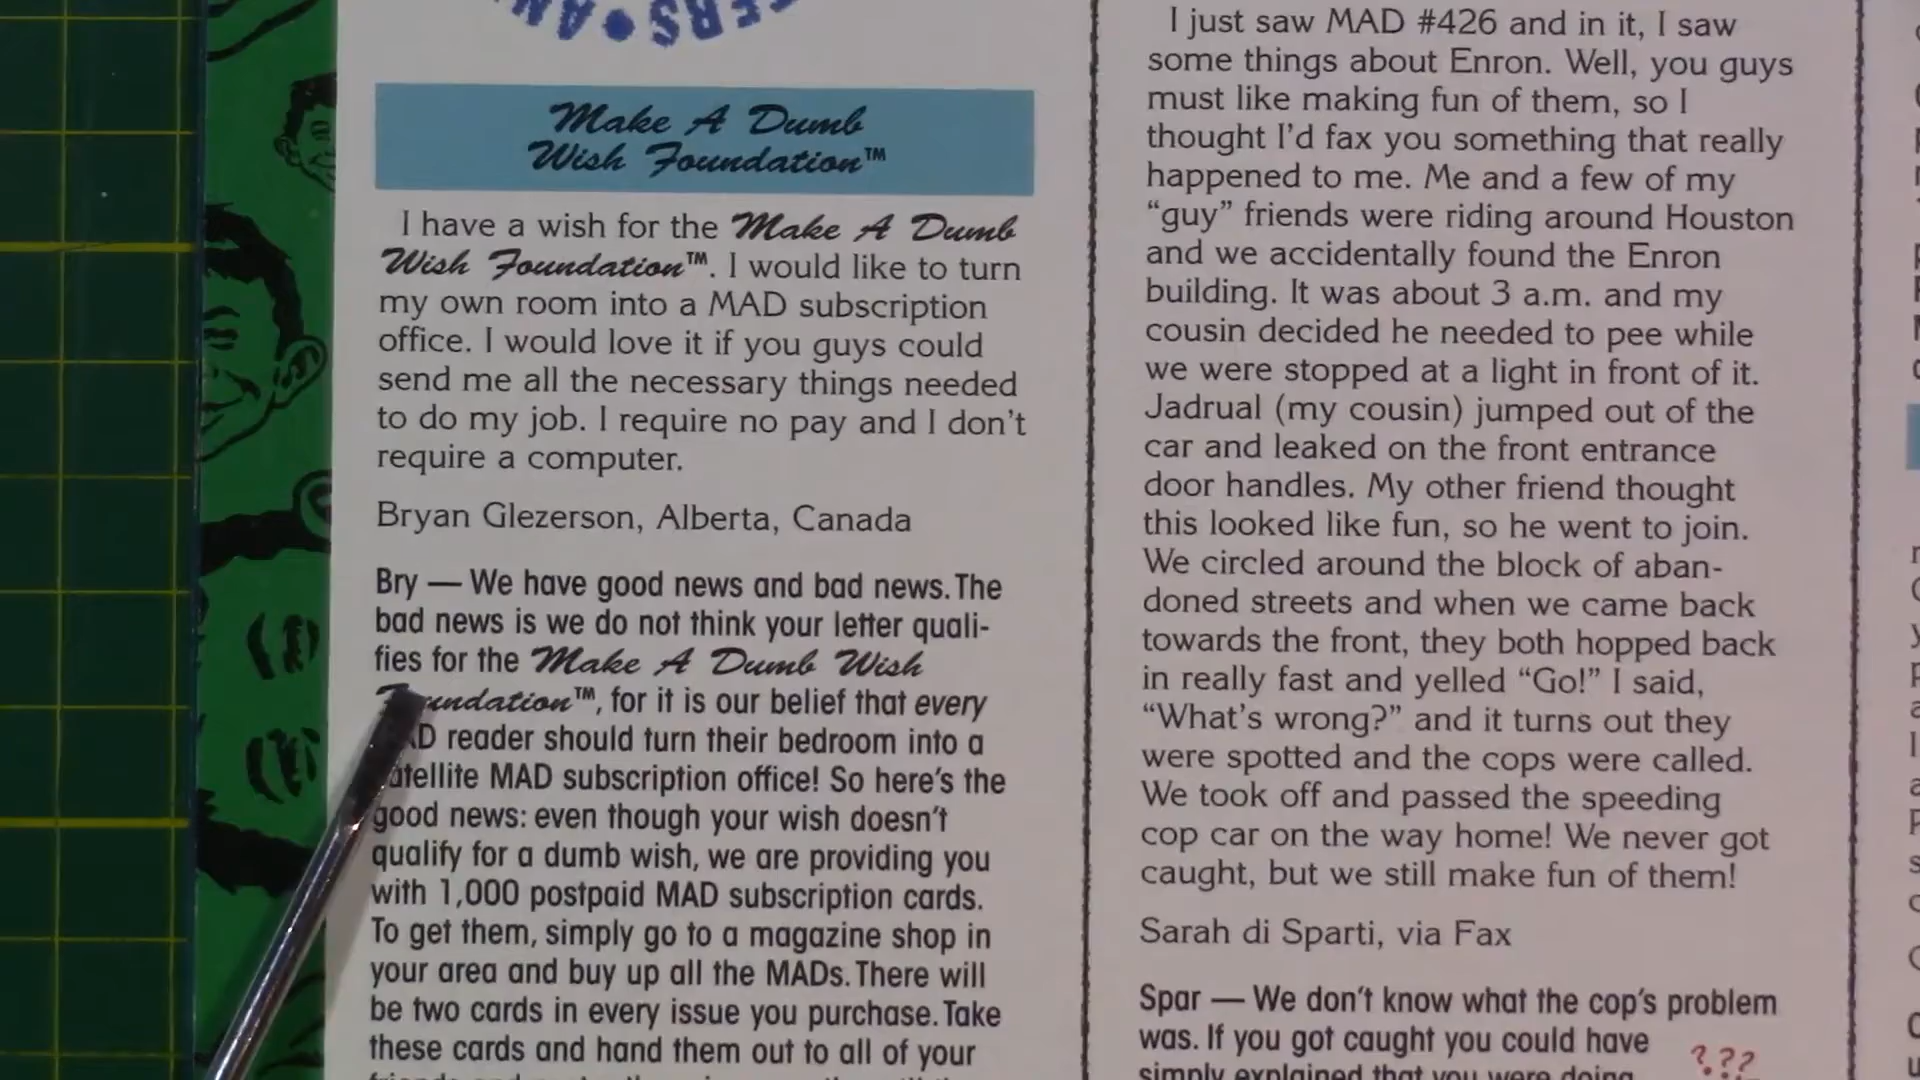 Make A Dumb
Wish Foundation™
I have a wish for the Make A Dumb
Wish Foundation™. I would like to turn
my own room into a MAD subscription
office. I would love it if you guys could
send me all the necessary things needed
to do my job. I require no pay and I don't
require a computer.
Bryan Glezerson, Alberta, Canada
Bry — We have good news and bad news. The
bad news is we do not think your letter quali-
fies for the Make A Dumb Wish
Foundation™, for it is our belief that every
MAD reader should turn their bedroom into a
satellite MAD subscription office! So here's the
good news: even though your wish doesn't
qualify for a dumb wish, we are providing you
with 1,000 postpaid MAD subscription cards.
To get them, simply go to a magazine shop in
your area and buy up all the MADs. There will
be two cards in every issue you purchase. Take
these cards and hand them out to all of your
I just saw MAD #426 and in it, I saw
some things about Enron. Well, you guys
must like making fun of them, so I
thought I'd fax you something that really
happened to me. Me and a few of my
“guy” friends were riding around Houston
and we accidentally found the Enron
building. It was about 3 a.m. and my
cousin decided he needed to pee while
we were stopped at a light in front of it.
Jadrual (my cousin) jumped out of the
car and leaked on the front entrance
door handles. My other friend thought
this looked like fun, so he went to join.
We circled around the block of aban-
doned streets and when we came back
towards the front, they both hopped back
in really fast and yelled “Go!” I said,
“What's wrong?” and it turns out they
were spotted and the cops were called.
We took off and passed the speeding
cop car on the way home! We never got
caught, but we still make fun of them!
Sarah di Sparti, via Fax
Spar — We don't know what the cop's problem
was. If you got caught you could have
simply explained that you were doing
???